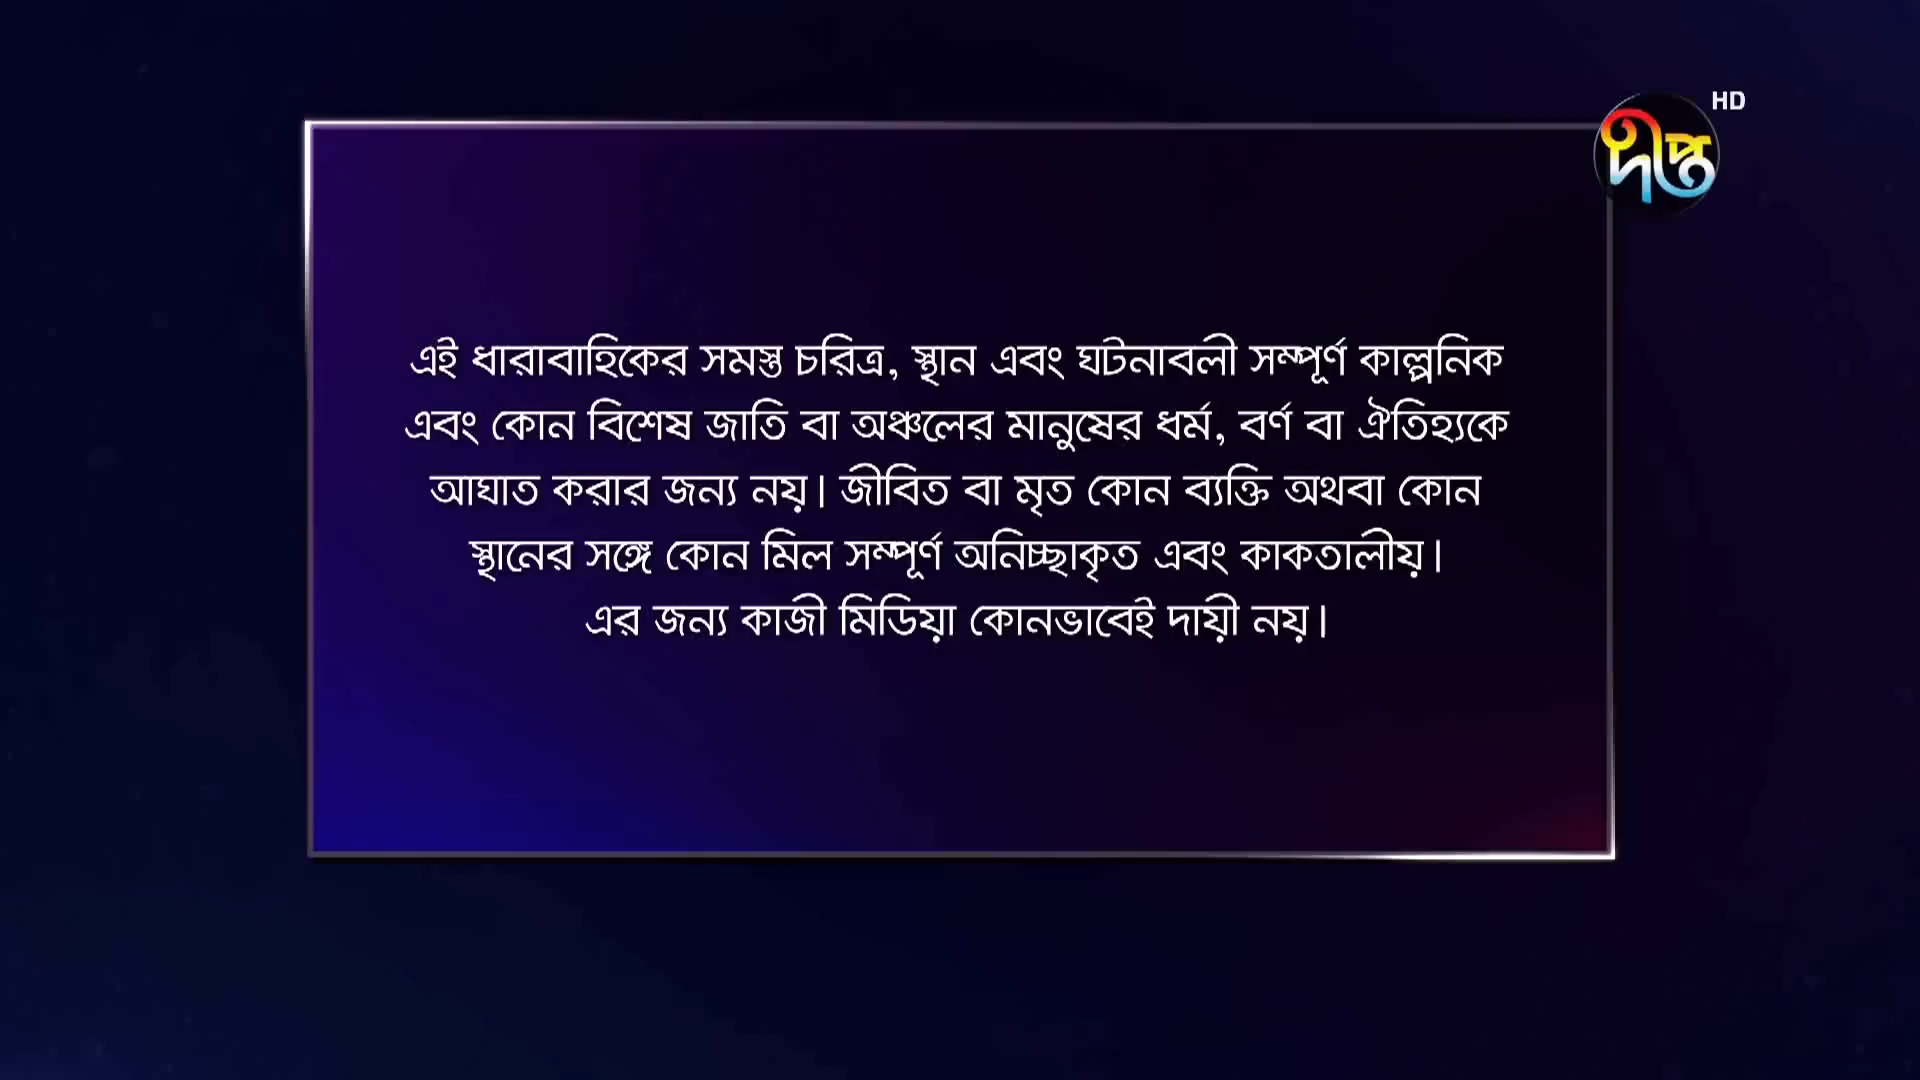 HD
দীপ্ত
এই ধারাবাহিকের সমস্ত চরিত্র, স্থান এবং ঘটনাবলী সম্পূর্ণ কাল্পনিক
এবং কোন বিশেষ জাতি বা অঞ্চলের মানুষের ধর্ম, বর্ণ বা ঐতিহ্যকে
আঘাত করার জন্য নয়। জীবিত বা মৃত কোন ব্যক্তি অথবা কোন
স্থানের সঙ্গে কোন মিল সম্পূর্ণ অনিচ্ছাকৃত এবং কাকতালীয়।
এর জন্য কাজী মিডিয়া কোনভাবেই দায়ী নয়।